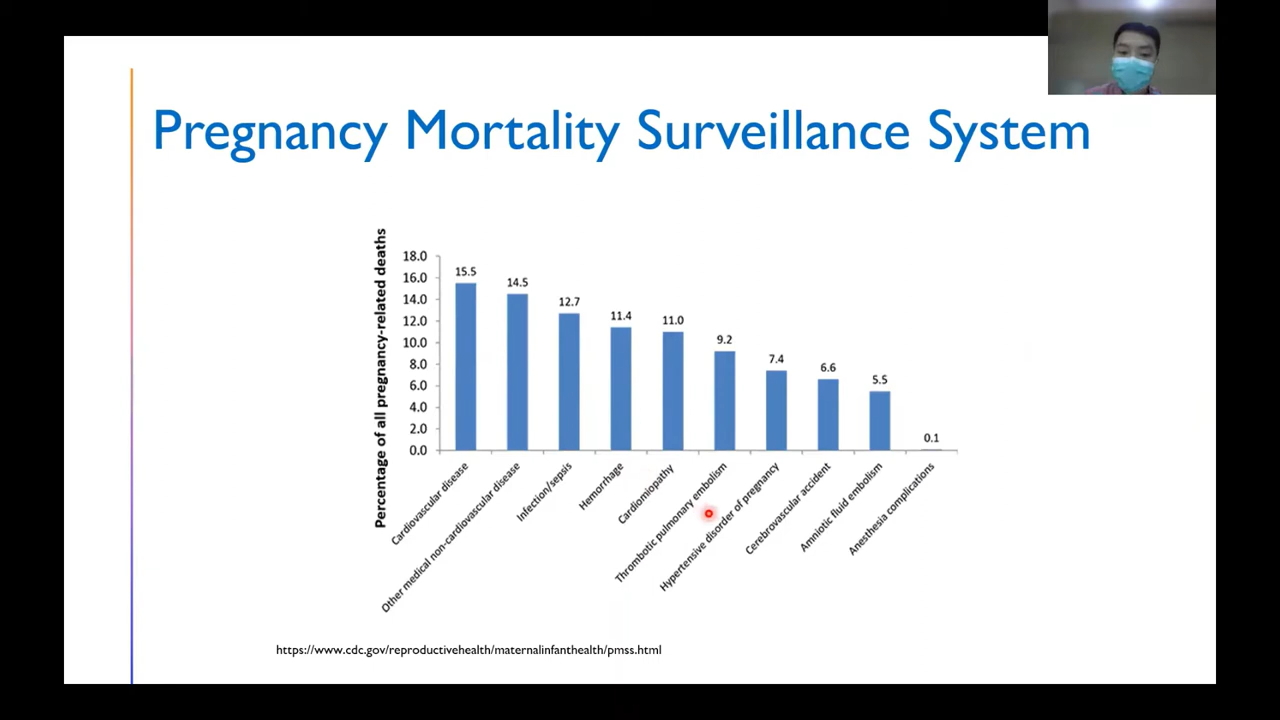 Pregnancy Mortality Surveillance System
Percentage of all pregnancy-related deaths
18.0
16.0
14.0
12.0
10.0
8.0
6.0
4.0
2.0
0.0
15.5
14.5
12.7
11.4
11.0
9.2
7.4
6.6
5.5
0.1
Cardiovascular disease
Other medical non-cardiovascular disease
Infection/sepsis
Hemorrhage
Cardiomiopathy
Thrombotic pulmonary embolism
Hypertensive disorder of pregnancy
Cerebrovascular accident
Amniotic fluid embolism
Anesthesia complications
https://www.cdc.gov/reproductivehealth/maternalinfanthealth/pmss.html